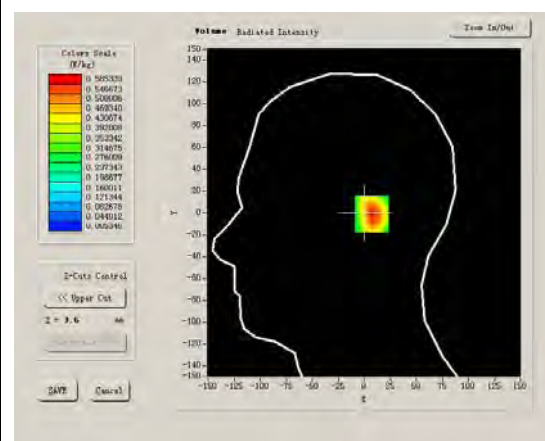 Volume Radiated Intensity
Zoom In/Out
Colors Scale
(W/kg)
0.585339
0.546673
0.508006
0.469340
0.430674
0.392008
0.353342
0.314675
0.276009
0.237343
0.198677
0.160011
0.121344
0.082678
0.044012
0.005346
150
120
100
80
60
40
20
0
-20
-40
-60
-80
-100
-120
-140
-150
Y
-150 -125 -100 -75 -50 -25 0 25 50 75 100 125 150
X
Z-Cuts Control
<< Upper Cut
Z = 3.6 mm
SAVE
Cancel